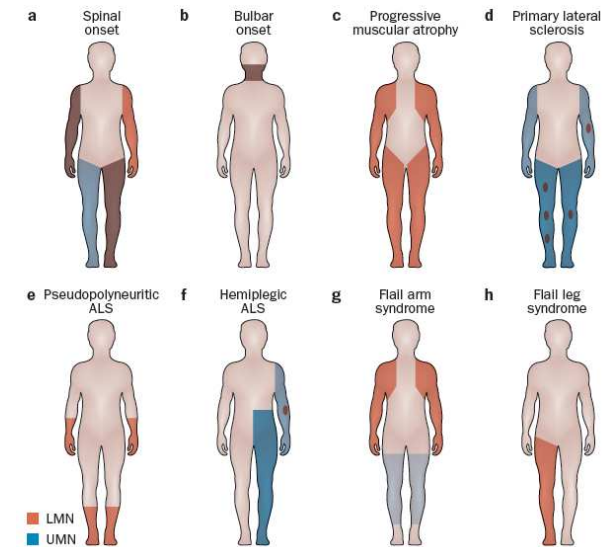 a Spinal
onset
b Bulbar
onset
c Progressive
muscular atrophy
d Primary lateral
sclerosis
e Pseudopolyneuritic
ALS
f Hemiplegic
ALS
g Flail arm
syndrome
h Flail leg
syndrome
LMN
UMN